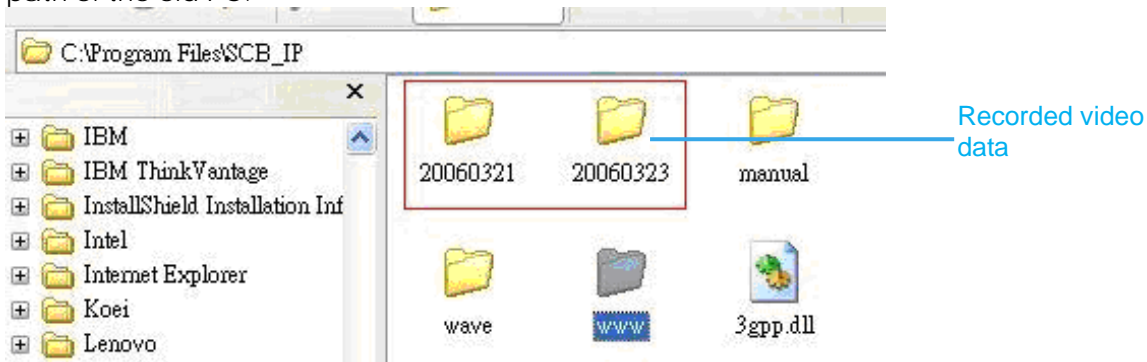 C:\Program Files\SCB_IP
IBM
IBM ThinkVantage
InstallShield Installation Inf
Intel
Internet Explorer
Koei
Lenovo
20060321
20060323
manual
wave
www
3gpp.dll
Recorded video
data